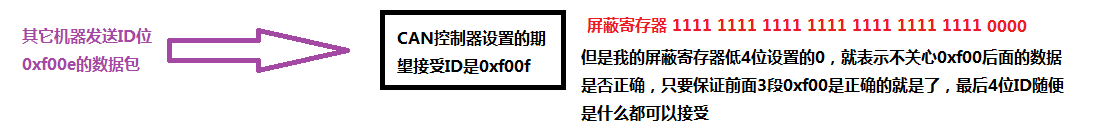 其它机器发送ID位
0xf00e的数据包
CAN控制器设置的期
望接受ID是0xf00f
屏蔽寄存器 1111 1111 1111 1111 1111 1111 1111 0000
但是我的屏蔽寄存器低4位设置的0，就表示不关心0xf00后面的数据
是否正确，只要保证前面3段0xf00是正确的就是了，最后4位ID随便
是什么都可以接受